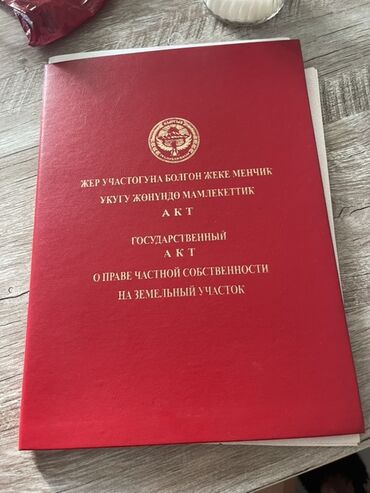 ЖЕР УЧАСТОГУНА БОЛГОН ЖЕКЕ МЕНЧИК
УКУГУ ЖӨНҮНДӨ МАМЛЕКЕТТИК
АКТ
ГОСУДАРСТВЕННЫЙ
АКТ
О ПРАВЕ ЧАСТНОЙ СОБСТВЕННОСТИ
НА ЗЕМЕЛЬНЫЙ УЧАСТОК